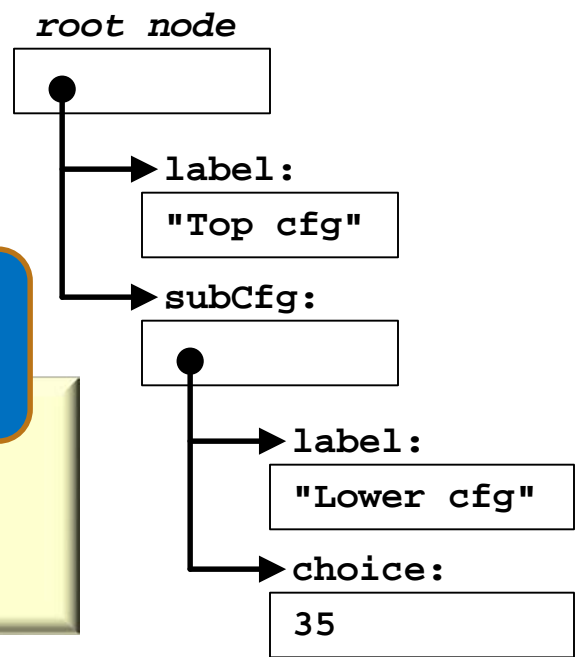 root node
label:
"Top cfg"
subCfg:
label:
"Lower cfg"
choice:
35